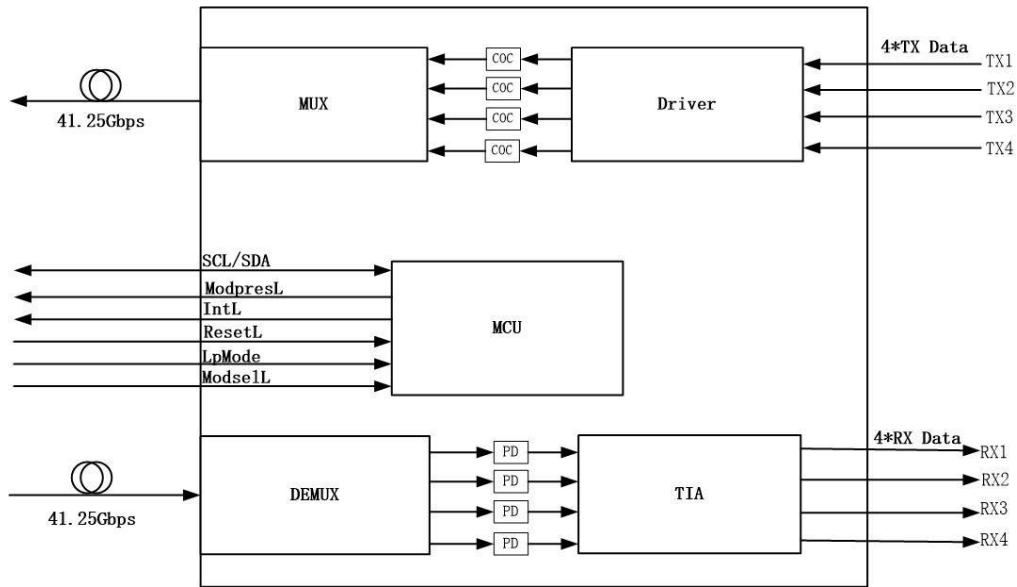 4*TX Data
COC
TX1
MUX
COC
Driver
TX2
41.25Gbps
COC
TX3
COC
TX4
SCL/SDA
ModpresL
IntL
MCU
ResetL
LpMode
ModselL
4*RX Data
PD
RX1
DEMUX
PD
TIA
RX2
41.25Gbps
PD
RX3
PD
RX4